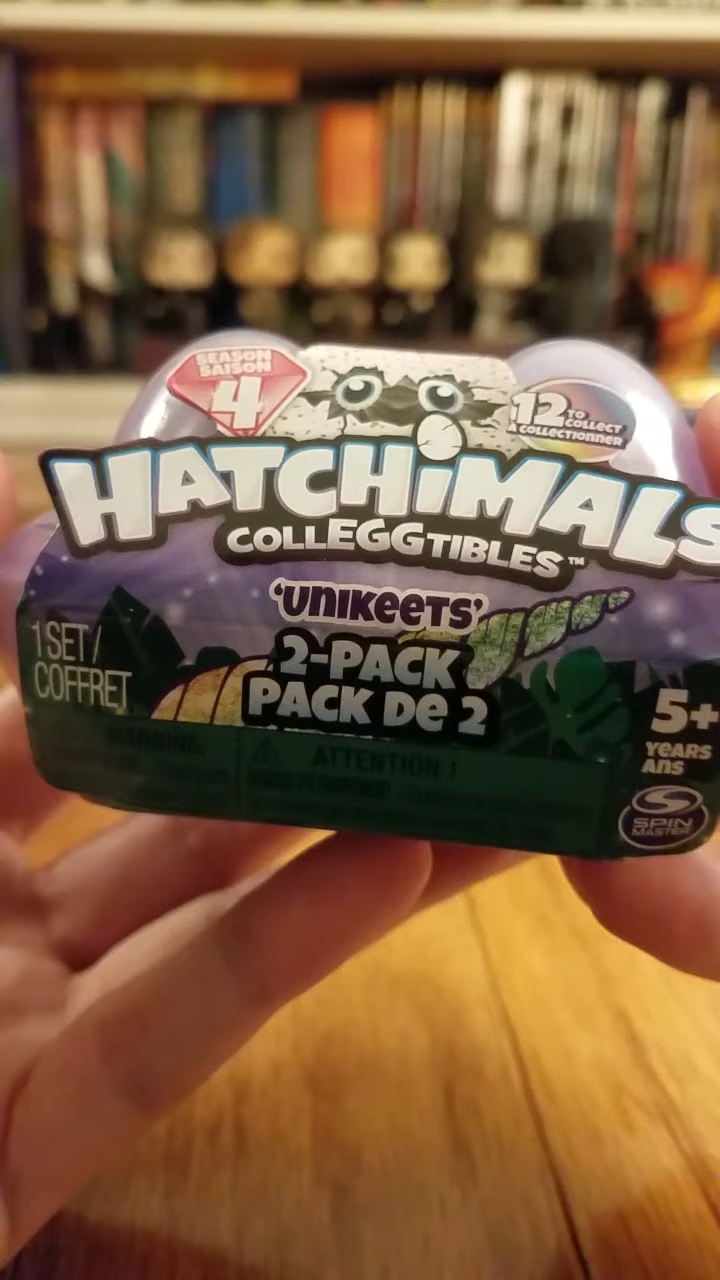 SEASON
SAISON
4
12 TO COLLECT
À COLLECTIONNER
HATCHiMALS
COLLEGGTIBLES™
'UNIKEETS'
2-PACK
PACK De 2
1 SET /
COFFRET
WARNING
ATTENTION !
5+
YEARS
ANS
SPIN
MASTER